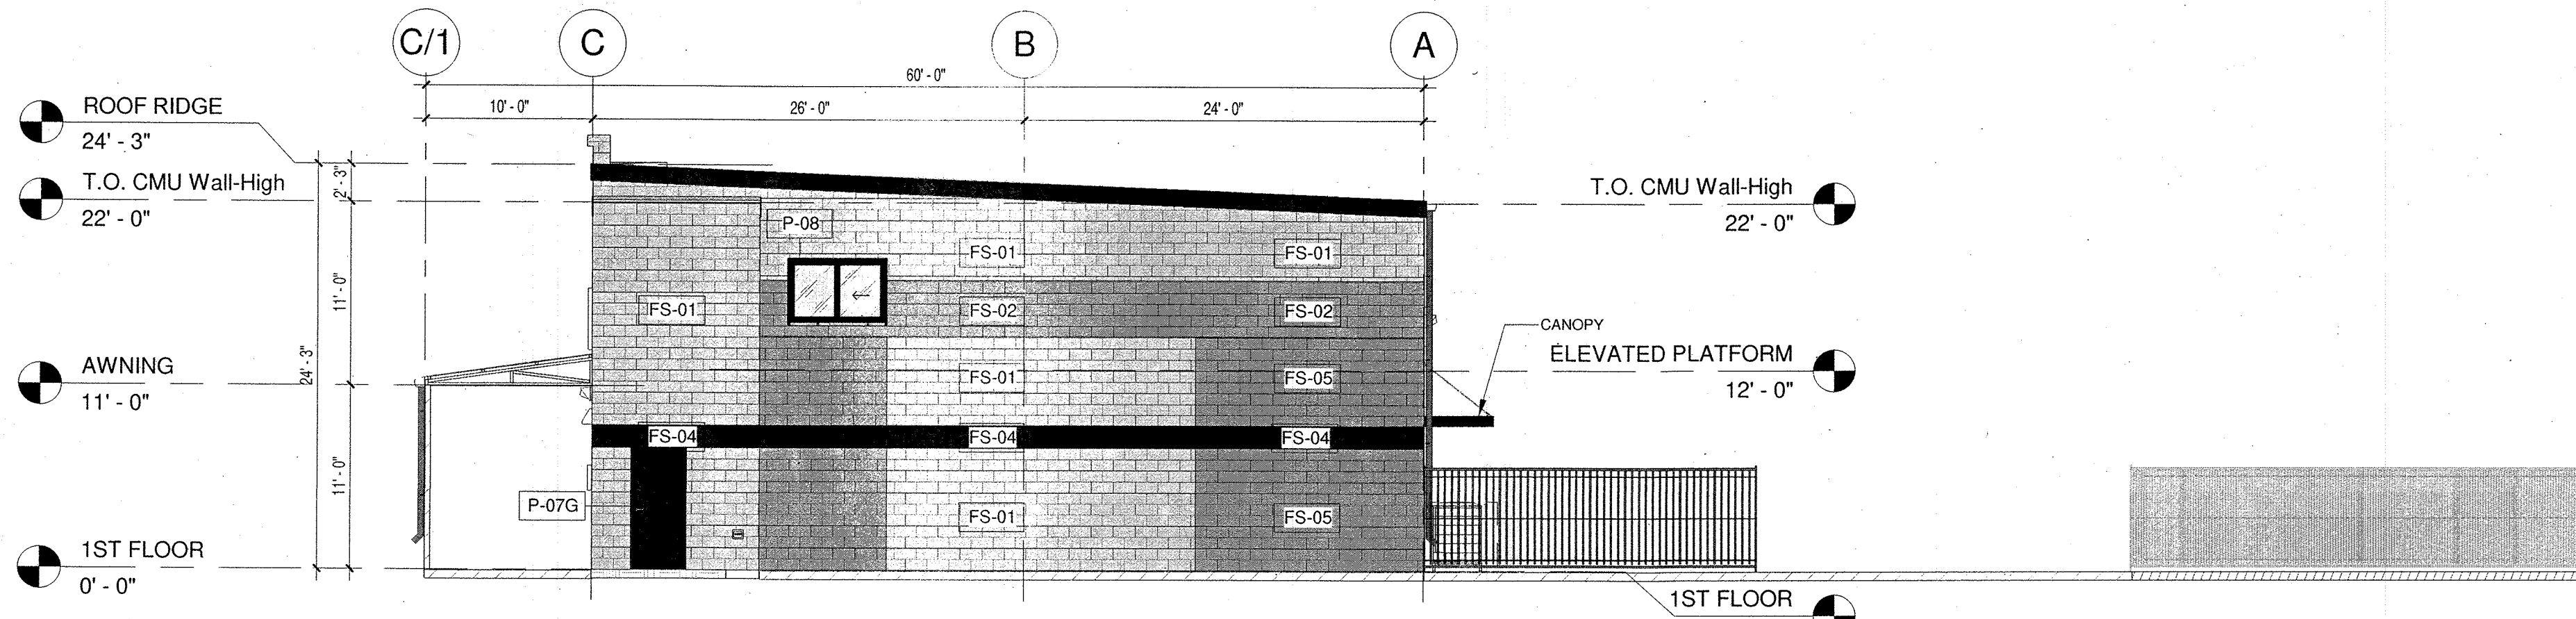 C/1
C
B
A
60' - 0"
10' - 0"
26' - 0"
24' - 0"
ROOF RIDGE
24' - 3"
T.O. CMU Wall-High
22' - 0"
2' - 3"
T.O. CMU Wall-High
22' - 0"
P-08
FS-01
FS-01
11' - 0"
FS-01
FS-02
FS-02
CANOPY
ELEVATED PLATFORM
12' - 0"
AWNING
11' - 0"
24' - 3"
FS-01
FS-05
FS-04
FS-04
FS-04
11' - 0"
P-07G
FS-01
FS-05
1ST FLOOR
0' - 0"
1ST FLOOR